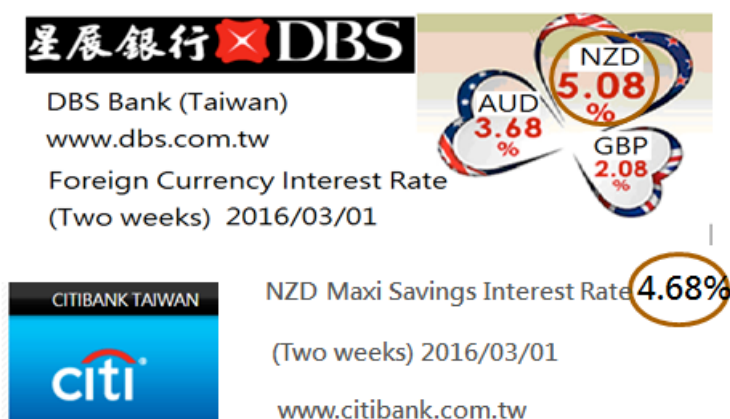 星展銀行 DBS
DBS Bank (Taiwan)
www.dbs.com.tw
Foreign Currency Interest Rate
(Two weeks) 2016/03/01
NZD
5.08
%
AUD
3.68
%
GBP
2.08
%
CITIBANK TAIWAN
citi
NZD Maxi Savings Interest Rate 4.68%
(Two weeks) 2016/03/01
www.citibank.com.tw